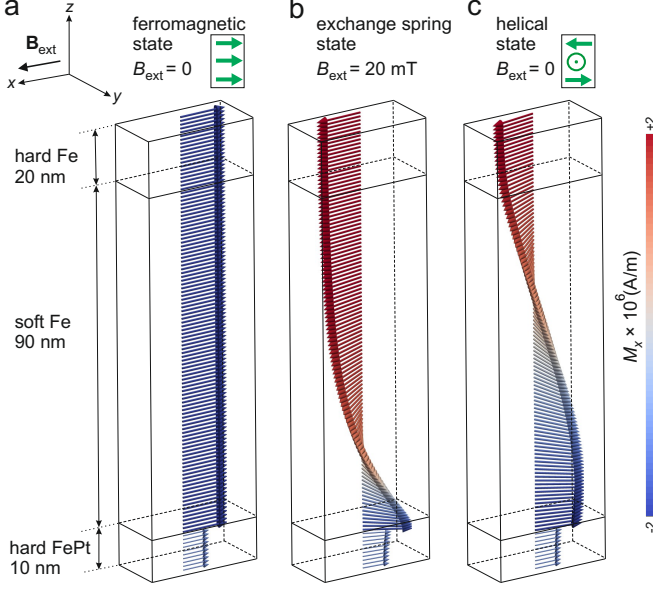 a
ferromagnetic
state
B_ext = 0
B_ext
z
x
y
b
exchange spring
state
B_ext = 20 mT
c
helical
state
B_ext = 0
hard Fe
20 nm
soft Fe
90 nm
hard FePt
10 nm
+2
M_x × 10^6 (A/m)
-2